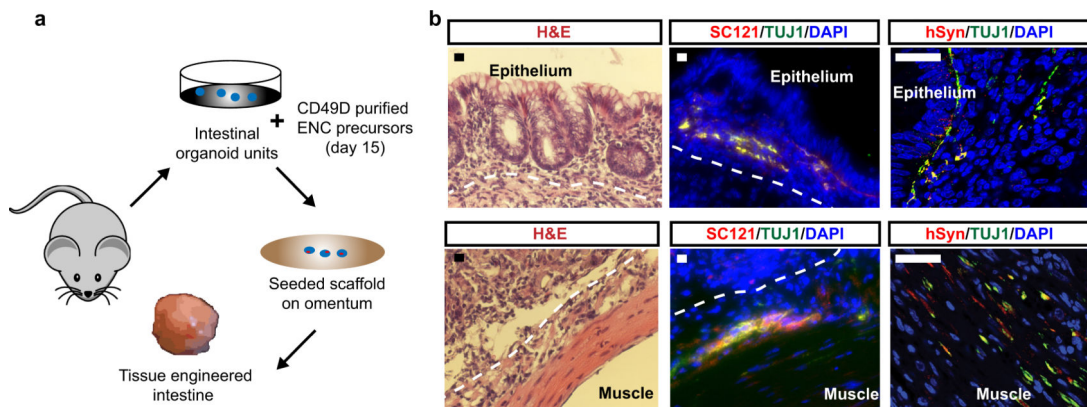 a
Intestinal
organoid units
+
CD49D purified
ENC precursors
(day 15)
Seeded scaffold
on omentum
Tissue engineered
intestine
b
H&E
SC121/TUJ1/DAPI
hSyn/TUJ1/DAPI
Epithelium
Epithelium
Epithelium
H&E
SC121/TUJ1/DAPI
hSyn/TUJ1/DAPI
Muscle
Muscle
Muscle